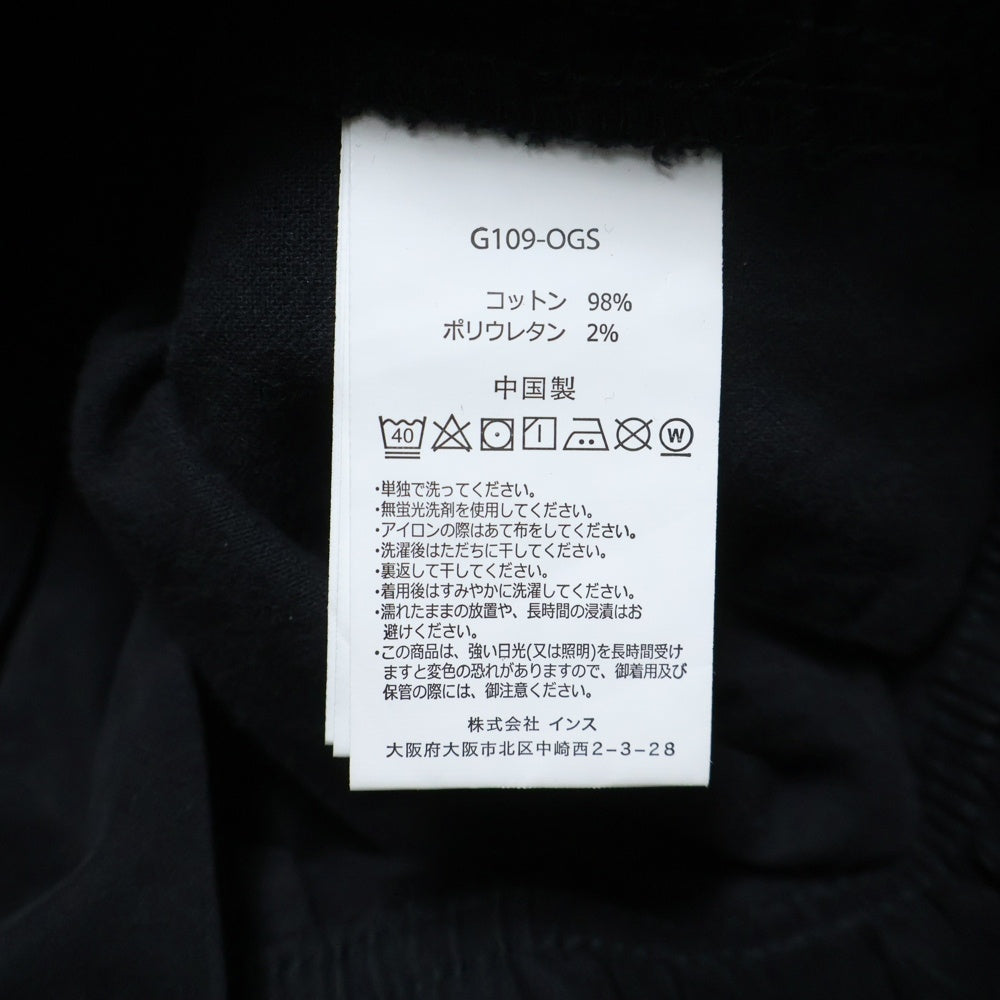 G109-OGS
コットン 98%
ポリウレタン 2%
中国製
40 W
・単独で洗ってください。
・無蛍光洗剤を使用してください。
・アイロンの際はあて布をしてください。
・洗濯後はただちに干してください。
・裏返して干してください。
・着用後はすみやかに洗濯してください。
・濡れたままの放置や、長時間の浸漬はお
避けください。
・この商品は、強い日光(又は照明)を長時間受け
ますと変色の恐れがありますので、御着用及び
保管の際には、御注意ください。
株式会社 インス
大阪府大阪市北区中崎西2-3-28